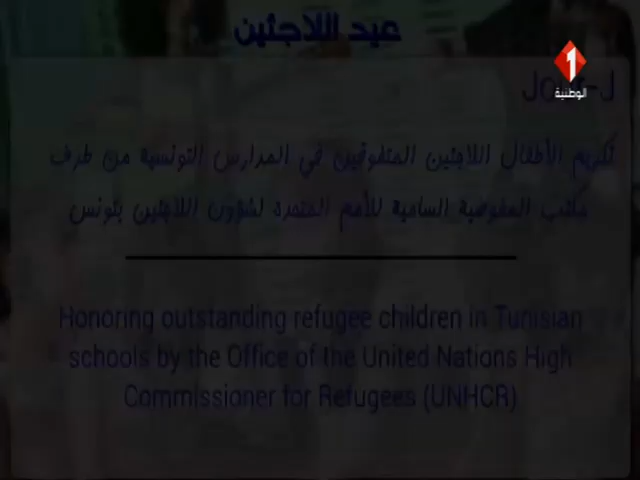 عيد اللاجئين
1
الوطنية
Jour-J
تكريم الأطفال اللاجئين المتفوقين في المدارس التونسية من طرف
مكتب المفوضية السامية للأمم المتحدة لشؤون اللاجئين بتونس
Honoring outstanding refugee children in Tunisian
schools by the Office of the United Nations High
Commissioner for Refugees (UNHCR)